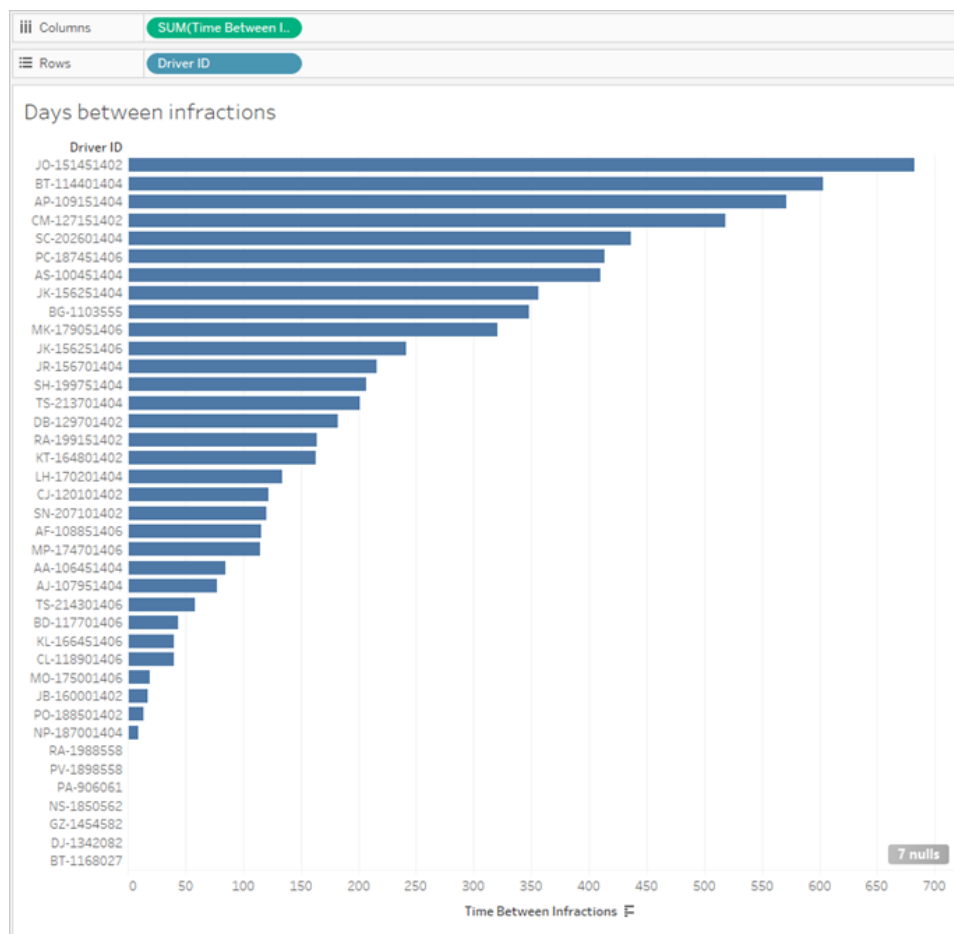 Columns SUM(Time Between I..
Rows Driver ID
Days between infractions
Driver ID
JO-151451402
BT-114401404
AP-109151404
CM-127151402
SC-202601404
PC-187451406
AS-100451404
JK-156251404
BG-1103555
MK-179051406
JK-156251406
JR-156701404
SH-199751404
TS-213701404
DB-129701402
RA-199151402
KT-164801402
LH-170201404
CJ-120101402
SN-207101402
AF-108851406
MP-174701406
AA-106451404
AJ-107951404
TS-214301406
BD-117701406
KL-166451406
CL-118901406
MO-175001406
JB-160001402
PO-188501402
NP-187001404
RA-1988558
PV-1898558
PA-906061
NS-1850562
GZ-1454582
DJ-1342082
BT-1168027
7 nulls
0 50 100 150 200 250 300 350 400 450 500 550 600 650 700
Time Between Infractions